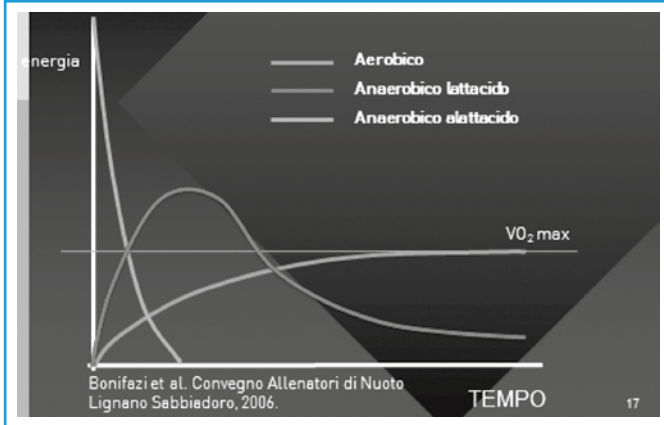 energia
Aerobico
Anaerobico lattacido
Anaerobico alattacido
VO₂ max
Bonifazi et al. Convegno Allenatori di Nuoto
Lignano Sabbiadoro, 2006.
TEMPO
17